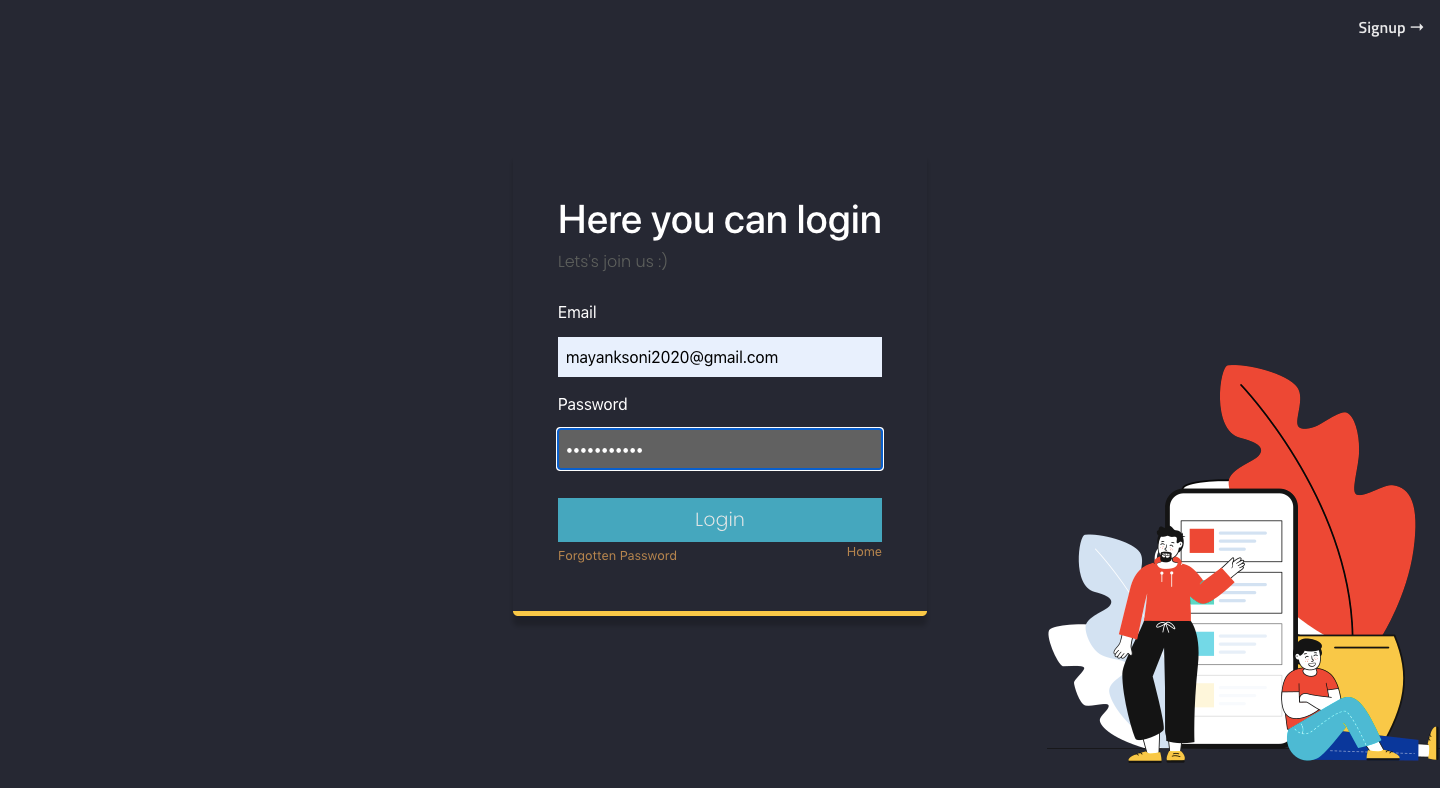 Signup →
Here you can login
Lets's join us :)
Email
mayanksoni2020@gmail.com
Password
•••••••••••
Login
Forgotten Password
Home